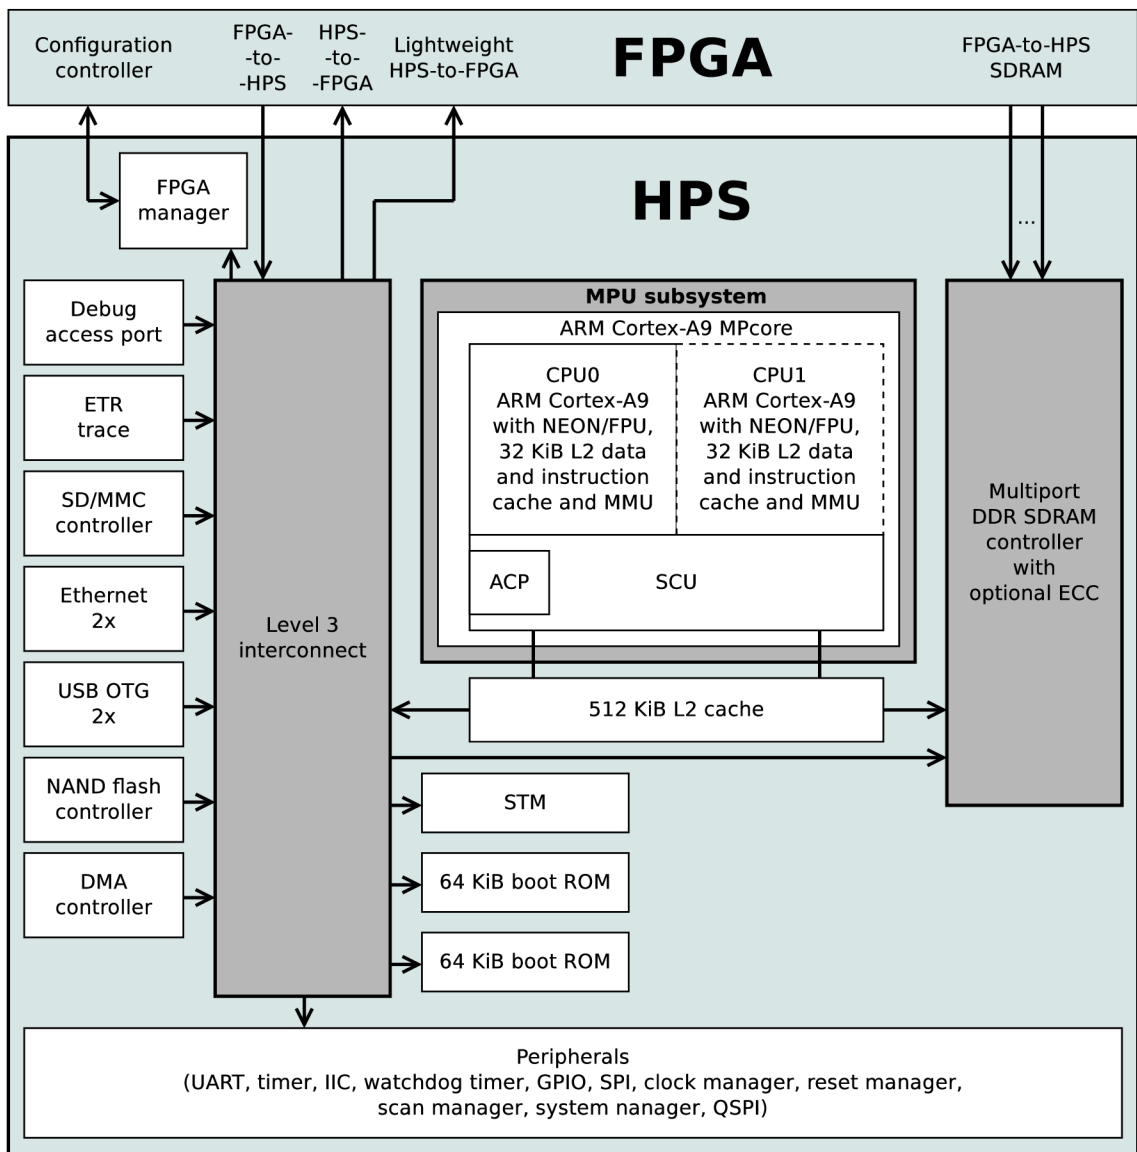 Configuration
controller
FPGA-
-to-
-HPS
HPS-
-to-
-FPGA
Lightweight
HPS-to-FPGA
FPGA
FPGA-to-HPS
SDRAM
FPGA
manager
HPS
...
Debug
access port
ETR
trace
SD/MMC
controller
Ethernet
2x
USB OTG
2x
NAND flash
controller
DMA
controller
Level 3
interconnect
MPU subsystem
ARM Cortex-A9 MPcore
CPU0
ARM Cortex-A9
with NEON/FPU,
32 KiB L2 data
and instruction
cache and MMU
CPU1
ARM Cortex-A9
with NEON/FPU,
32 KiB L2 data
and instruction
cache and MMU
ACP
SCU
512 KiB L2 cache
Multiport
DDR SDRAM
controller
with
optional ECC
STM
64 KiB boot ROM
64 KiB boot ROM
Peripherals
(UART, timer, IIC, watchdog timer, GPIO, SPI, clock manager, reset manager,
scan manager, system nanager, QSPI)